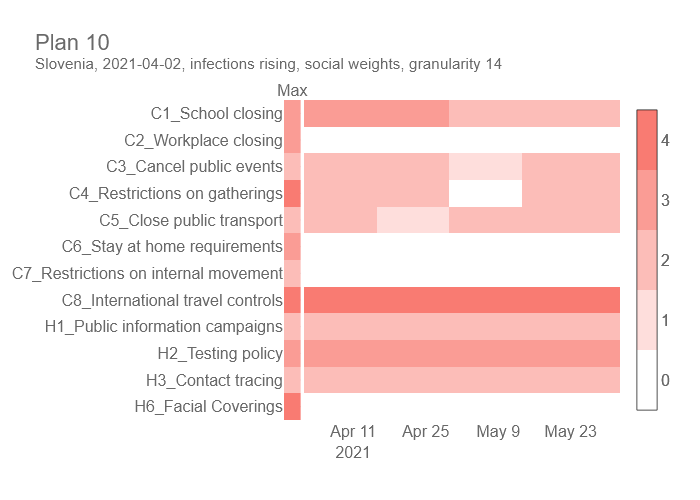 Plan 10
Slovenia, 2021-04-02, infections rising, social weights, granularity 14
Max
C1_School closing
C2_Workplace closing
C3_Cancel public events
C4_Restrictions on gatherings
C5_Close public transport
C6_Stay at home requirements
C7_Restrictions on internal movement
C8_International travel controls
H1_Public information campaigns
H2_Testing policy
H3_Contact tracing
H6_Facial Coverings
Apr 11 Apr 25 May 9 May 23
2021
4
3
2
1
0